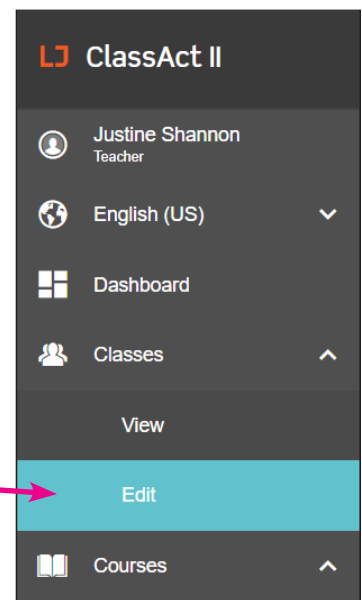 LJ ClassAct II
Justine Shannon
Teacher
English (US)
Dashboard
Classes
View
Edit
Courses